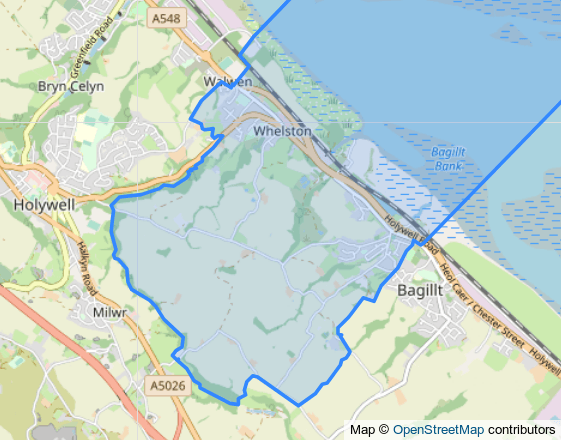 A548
Greenfield Road
Walwen
Bryn Celyn
Whelston
Bagillt
Bank
Holywell
Holywell Road
Halkyn Road
Bagillt
Heol Caer / Chester Street
Holywell
Milwr
A5026
Map © OpenStreetMap contributors